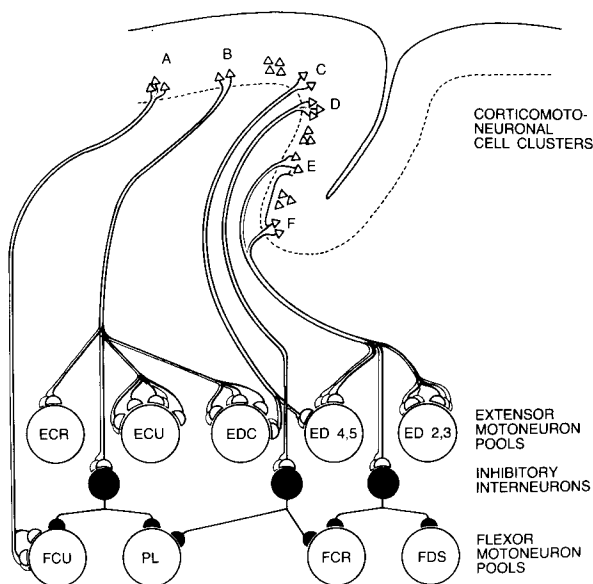 A
B
C
D
E
F
CORTICOMOTO-
NEURONAL
CELL CLUSTERS
ECR
ECU
EDC
ED 4,5
ED 2,3
EXTENSOR
MOTONEURON
POOLS
INHIBITORY
INTERNEURONS
FCU
PL
FCR
FDS
FLEXOR
MOTONEURON
POOLS